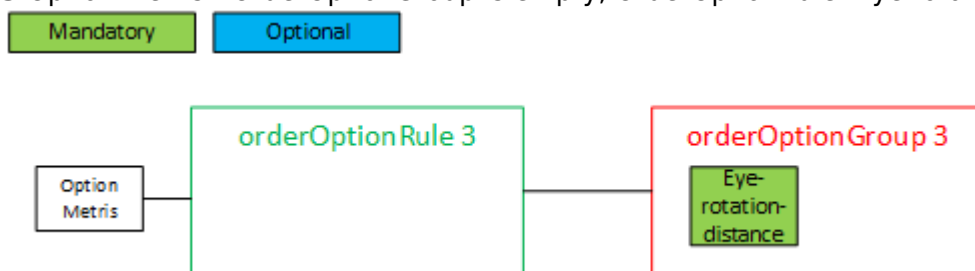 Mandatory
Optional
orderOptionRule 3
orderOptionGroup 3
Option
Metris
Eye-
rotation-
distance